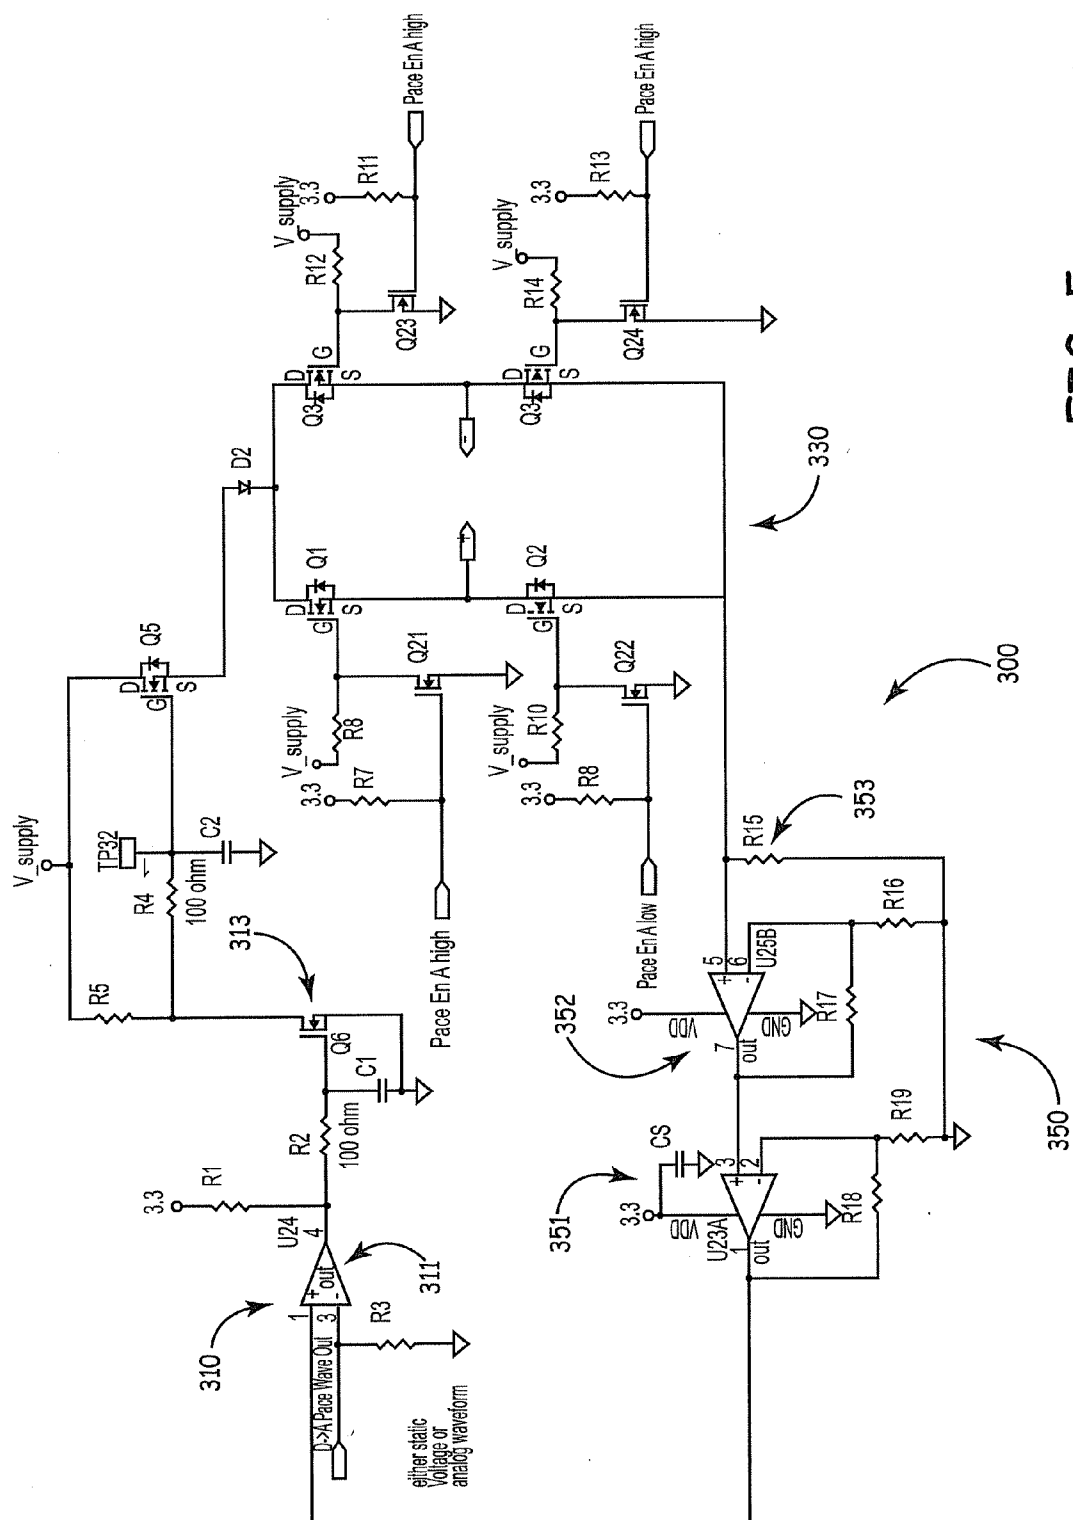 V_supply
R5
TP32
R4
100 ohm
C2
D
G
S
Q5
D2
3.3
R1
U24
4
R2
100 ohm
C1
Q6
313
310
1
3
+
-
out
311
D->A Pace Wave Out
R3
either static
Voltage or
analog waveform
Pace En A high
3.3
R7
V_supply
R8
Q21
D
G
S
Q1
+
-
D
G
S
Q3
V_supply
R12
3.3
R11
Q23
Pace En A high
Pace En A low
3.3
R8
V_supply
R10
Q22
D
G
S
Q2
D
G
S
Q3
V_supply
R14
3.3
R13
Q24
Pace En A high
330
300
353
R15
352
3.3
VDD
5
+
6
-
U25B
7
out
GND
R17
R16
351
3.3
CS
VDD
3
+
2
-
U23A
1
out
GND
R18
R19
350